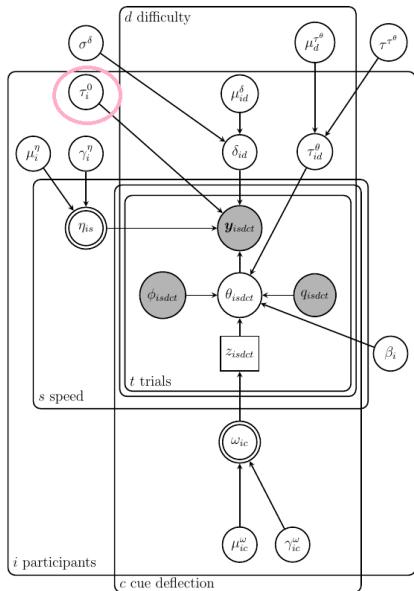 d difficulty
σ^δ
μ_d^{τ^θ}
τ^{τ^θ}
τ_i^0
μ_{id}^δ
μ_i^η
γ_i^η
δ_{id}
τ_{id}^θ
η_{is}
y_{isdct}
ϕ_{isdct}
θ_{isdct}
q_{isdct}
z_{isdct}
β_i
t trials
s speed
ω_{ic}
μ_{ic}^ω
γ_{ic}^ω
i participants
c cue deflection